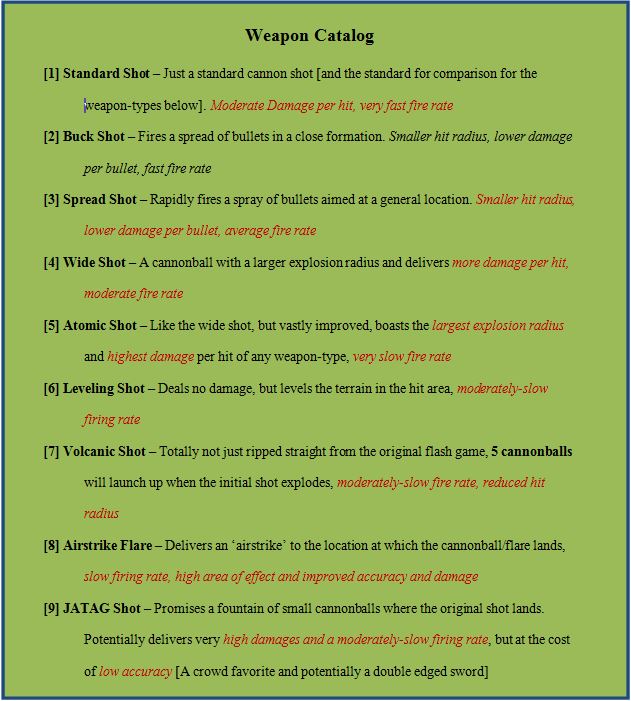 Weapon Catalog
[1] Standard Shot – Just a standard cannon shot [and the standard for comparison for the
weapon-types below]. Moderate Damage per hit, very fast fire rate
[2] Buck Shot – Fires a spread of bullets in a close formation. Smaller hit radius, lower damage
per bullet, fast fire rate
[3] Spread Shot – Rapidly fires a spray of bullets aimed at a general location. Smaller hit radius,
lower damage per bullet, average fire rate
[4] Wide Shot – A cannonball with a larger explosion radius and delivers more damage per hit,
moderate fire rate
[5] Atomic Shot – Like the wide shot, but vastly improved, boasts the largest explosion radius
and highest damage per hit of any weapon-type, very slow fire rate
[6] Leveling Shot – Deals no damage, but levels the terrain in the hit area, moderately-slow
firing rate
[7] Volcanic Shot – Totally not just ripped straight from the original flash game, 5 cannonballs
will launch up when the initial shot explodes, moderately-slow fire rate, reduced hit
radius
[8] Airstrike Flare – Delivers an ‘airstrike’ to the location at which the cannonball/flare lands,
slow firing rate, high area of effect and improved accuracy and damage
[9] JATAG Shot – Promises a fountain of small cannonballs where the original shot lands.
Potentially delivers very high damages and a moderately-slow firing rate, but at the cost
of low accuracy [A crowd favorite and potentially a double edged sword]